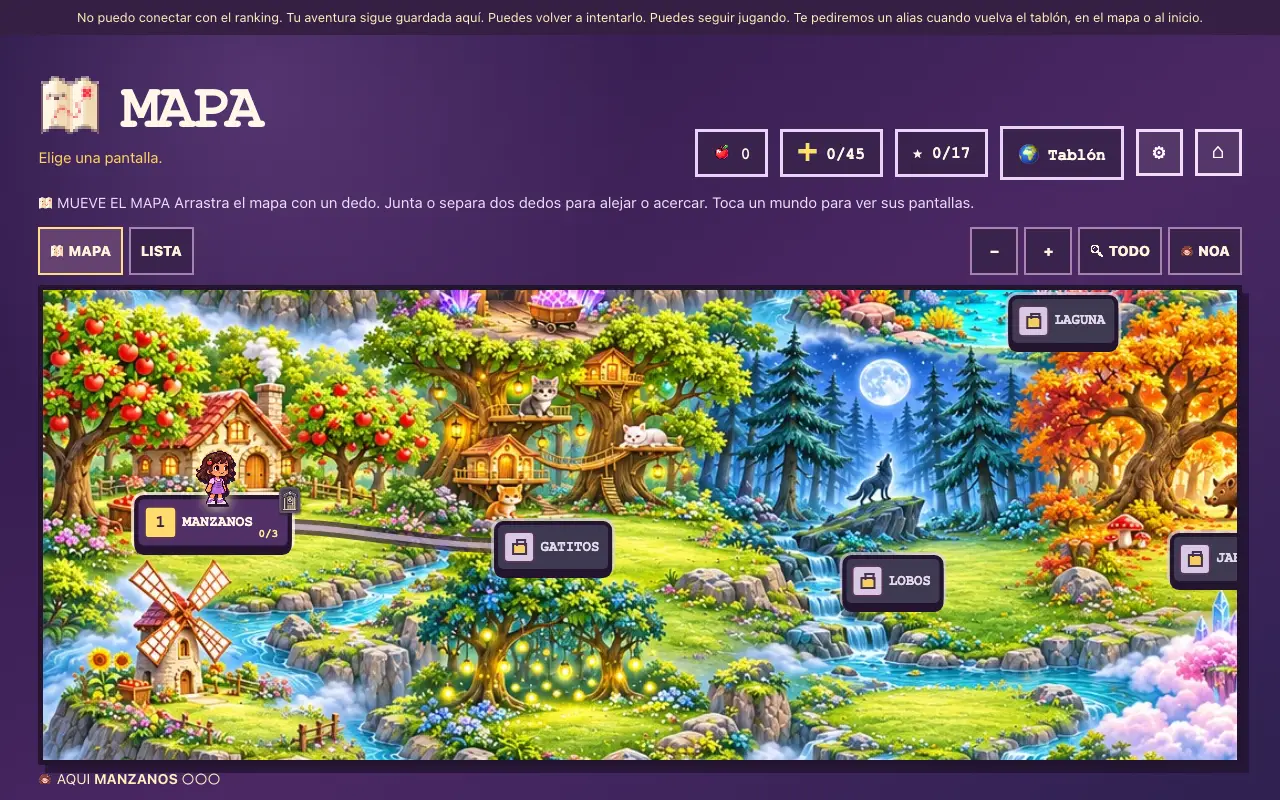 No puedo conectar con el ranking. Tu aventura sigue guardada aquí. Puedes volver a intentarlo. Puedes seguir jugando. Te pediremos un alias cuando vuelva el tablón, en el mapa o al inicio.
MAPA
Elige una pantalla.
0
0/45
★ 0/17
Tablón
MUEVE EL MAPA Arrastra el mapa con un dedo. Junta o separa dos dedos para alejar o acercar. Toca un mundo para ver sus pantallas.
MAPA
LISTA
−
+
TODO
NOA
LAGUNA
1 MANZANOS
0/3
GATITOS
LOBOS
AQUI MANZANOS